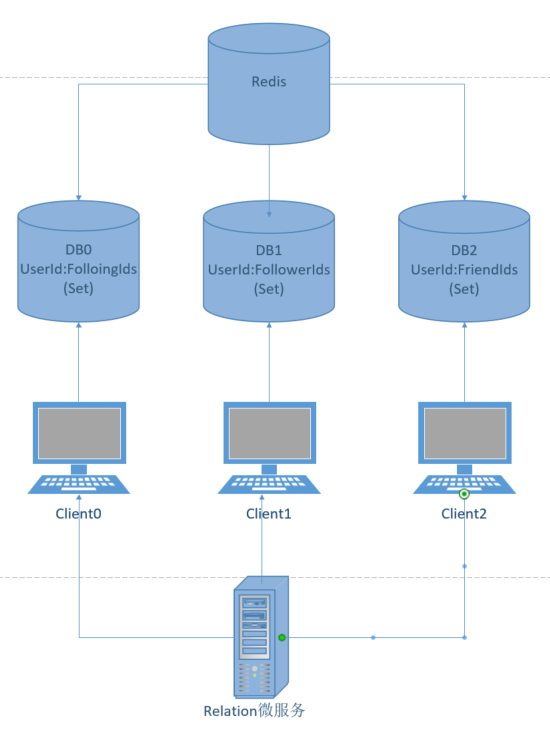 Redis
DB0
UserId:FolloingIds
(Set)
DB1
UserId:FollowerIds
(Set)
DB2
UserId:FriendIds
(Set)
Client0
Client1
Client2
Relation微服务